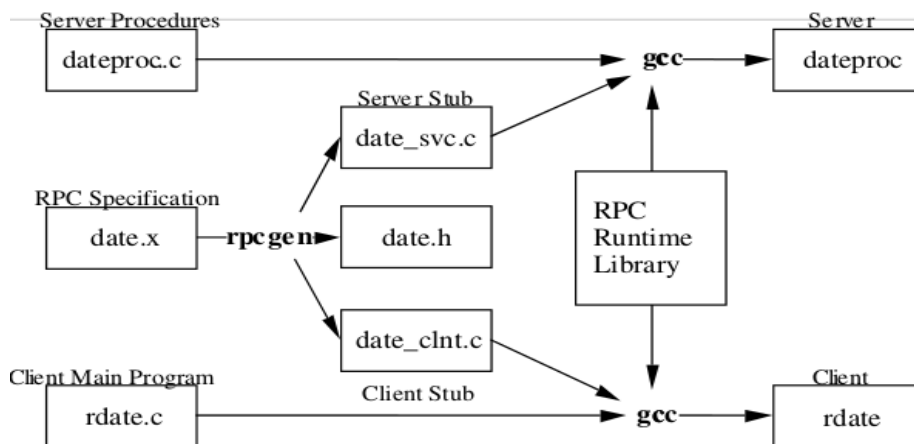 Server Procedures
Server
dateproc.c
gcc
dateproc
Server Stub
date_svc.c
RPC Specification
RPC
Runtime
Library
date.x
rpcgen
date.h
date_clnt.c
Client Main Program
Client Stub
Client
rdate.c
gcc
rdate